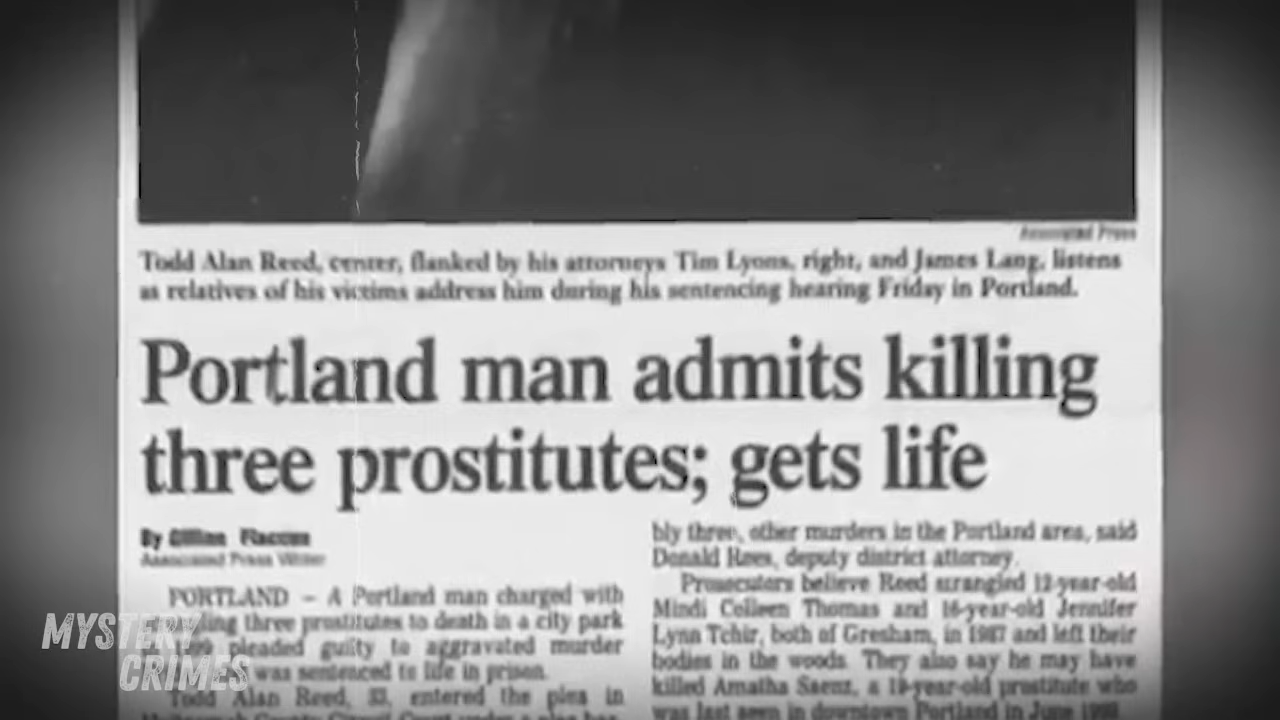 Associated Press
Todd Alan Reed, center, flanked by his attorneys Tim Lyons, right, and James Lang, listens
as relatives of his victims address him during his sentencing hearing Friday in Portland.
Portland man admits killing
three prostitutes; gets life
By Gillian Flaccus
Associated Press Writer
PORTLAND – A Portland man charged with
ling three prostitutes to death in a city park
pleaded guilty to aggravated murder
was sentenced to life in prison.
Todd Alan Reed, entered the plea in
bly three, other murders in the Portland area, said
Donald Rees, deputy district attorney.
Prosecutors believe Reed strangled 12-year-old
Mindi Colleen Thomas and 16-year-old Jennifer
Lynn Tchir, both of Gresham, in 1987 and left their
bodies in the woods. They also say he may have
killed Amatha Saenz, a prostitute who
was last seen in downtown Portland in June
MYSTERY
CRIMES